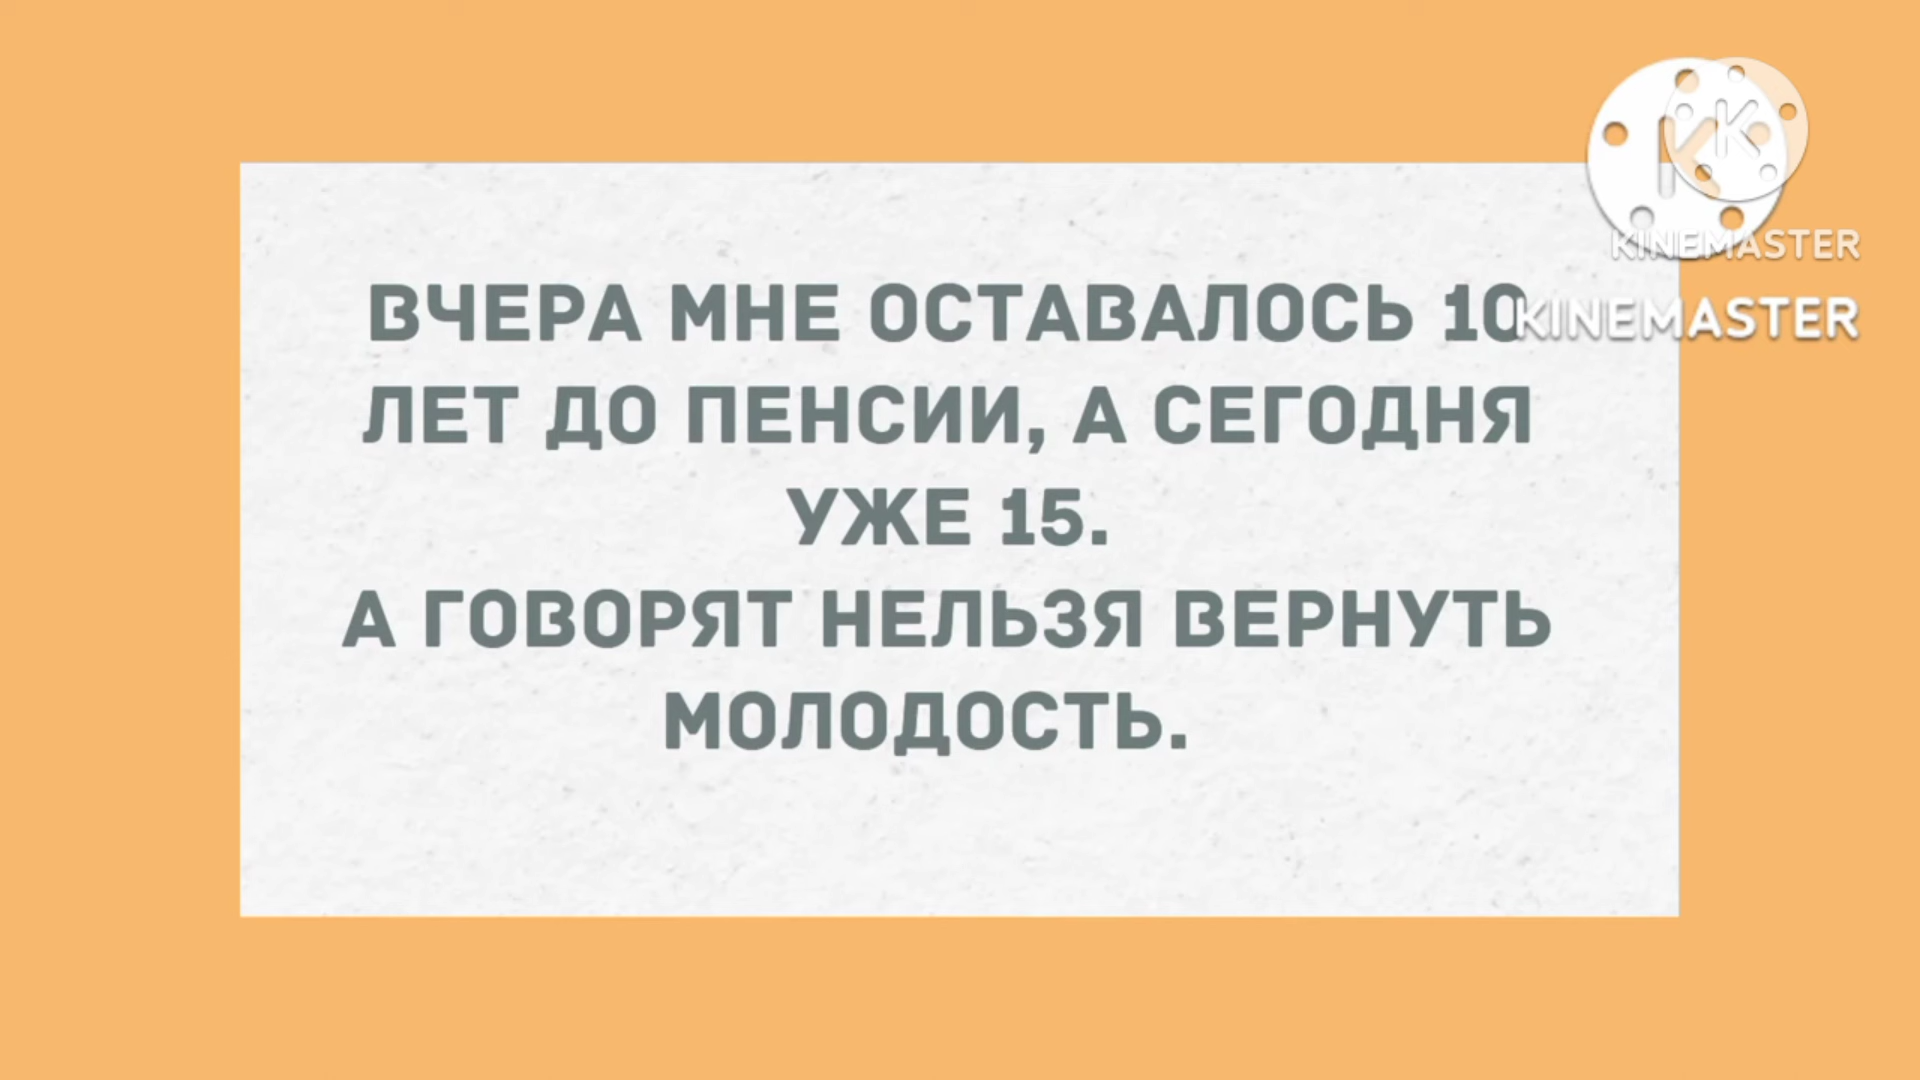 ВЧЕРА МНЕ ОСТАВАЛОСЬ 10
ЛЕТ ДО ПЕНСИИ, А СЕГОДНЯ
УЖЕ 15.
А ГОВОРЯТ НЕЛЬЗЯ ВЕРНУТЬ
МОЛОДОСТЬ.
K
K
KINEMASTER
KINEMASTER